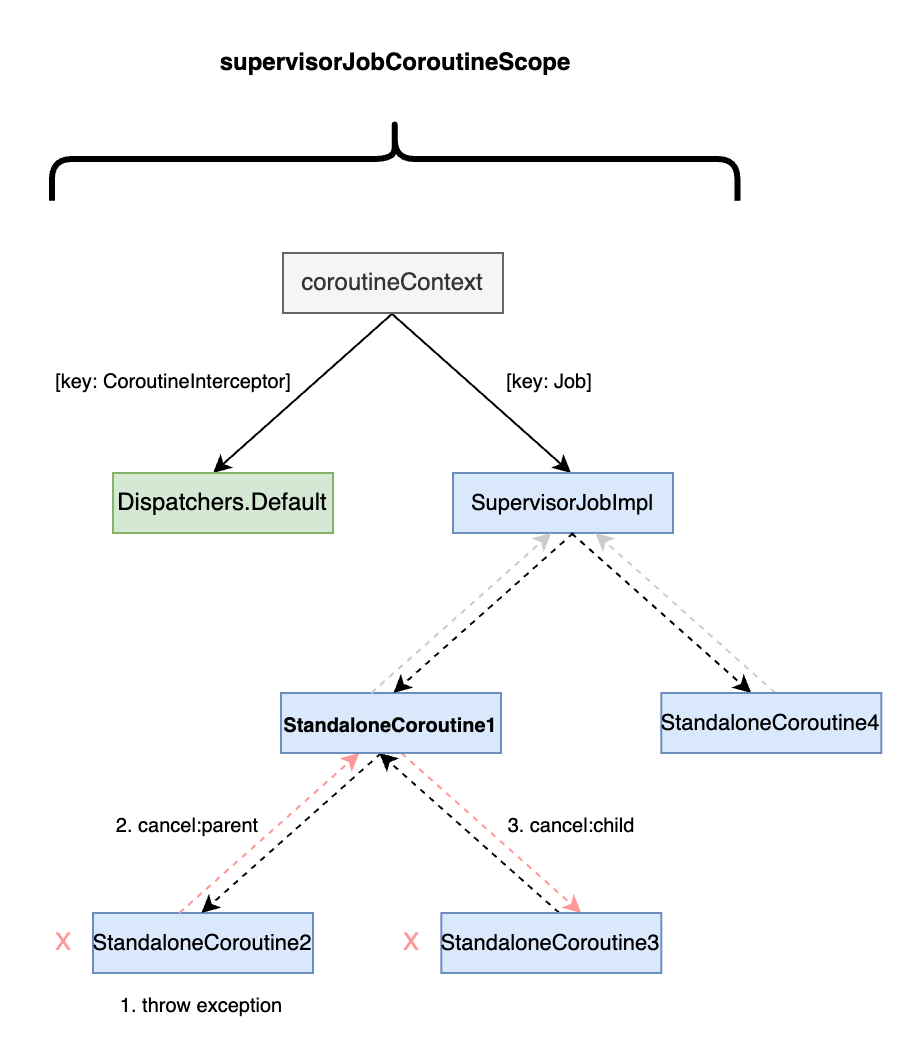 supervisorJobCoroutineScope
coroutineContext
[key: CoroutineInterceptor]
[key: Job]
Dispatchers.Default
SupervisorJobImpl
StandaloneCoroutine1
StandaloneCoroutine4
2. cancel:parent
3. cancel:child
X
StandaloneCoroutine2
X
StandaloneCoroutine3
1. throw exception